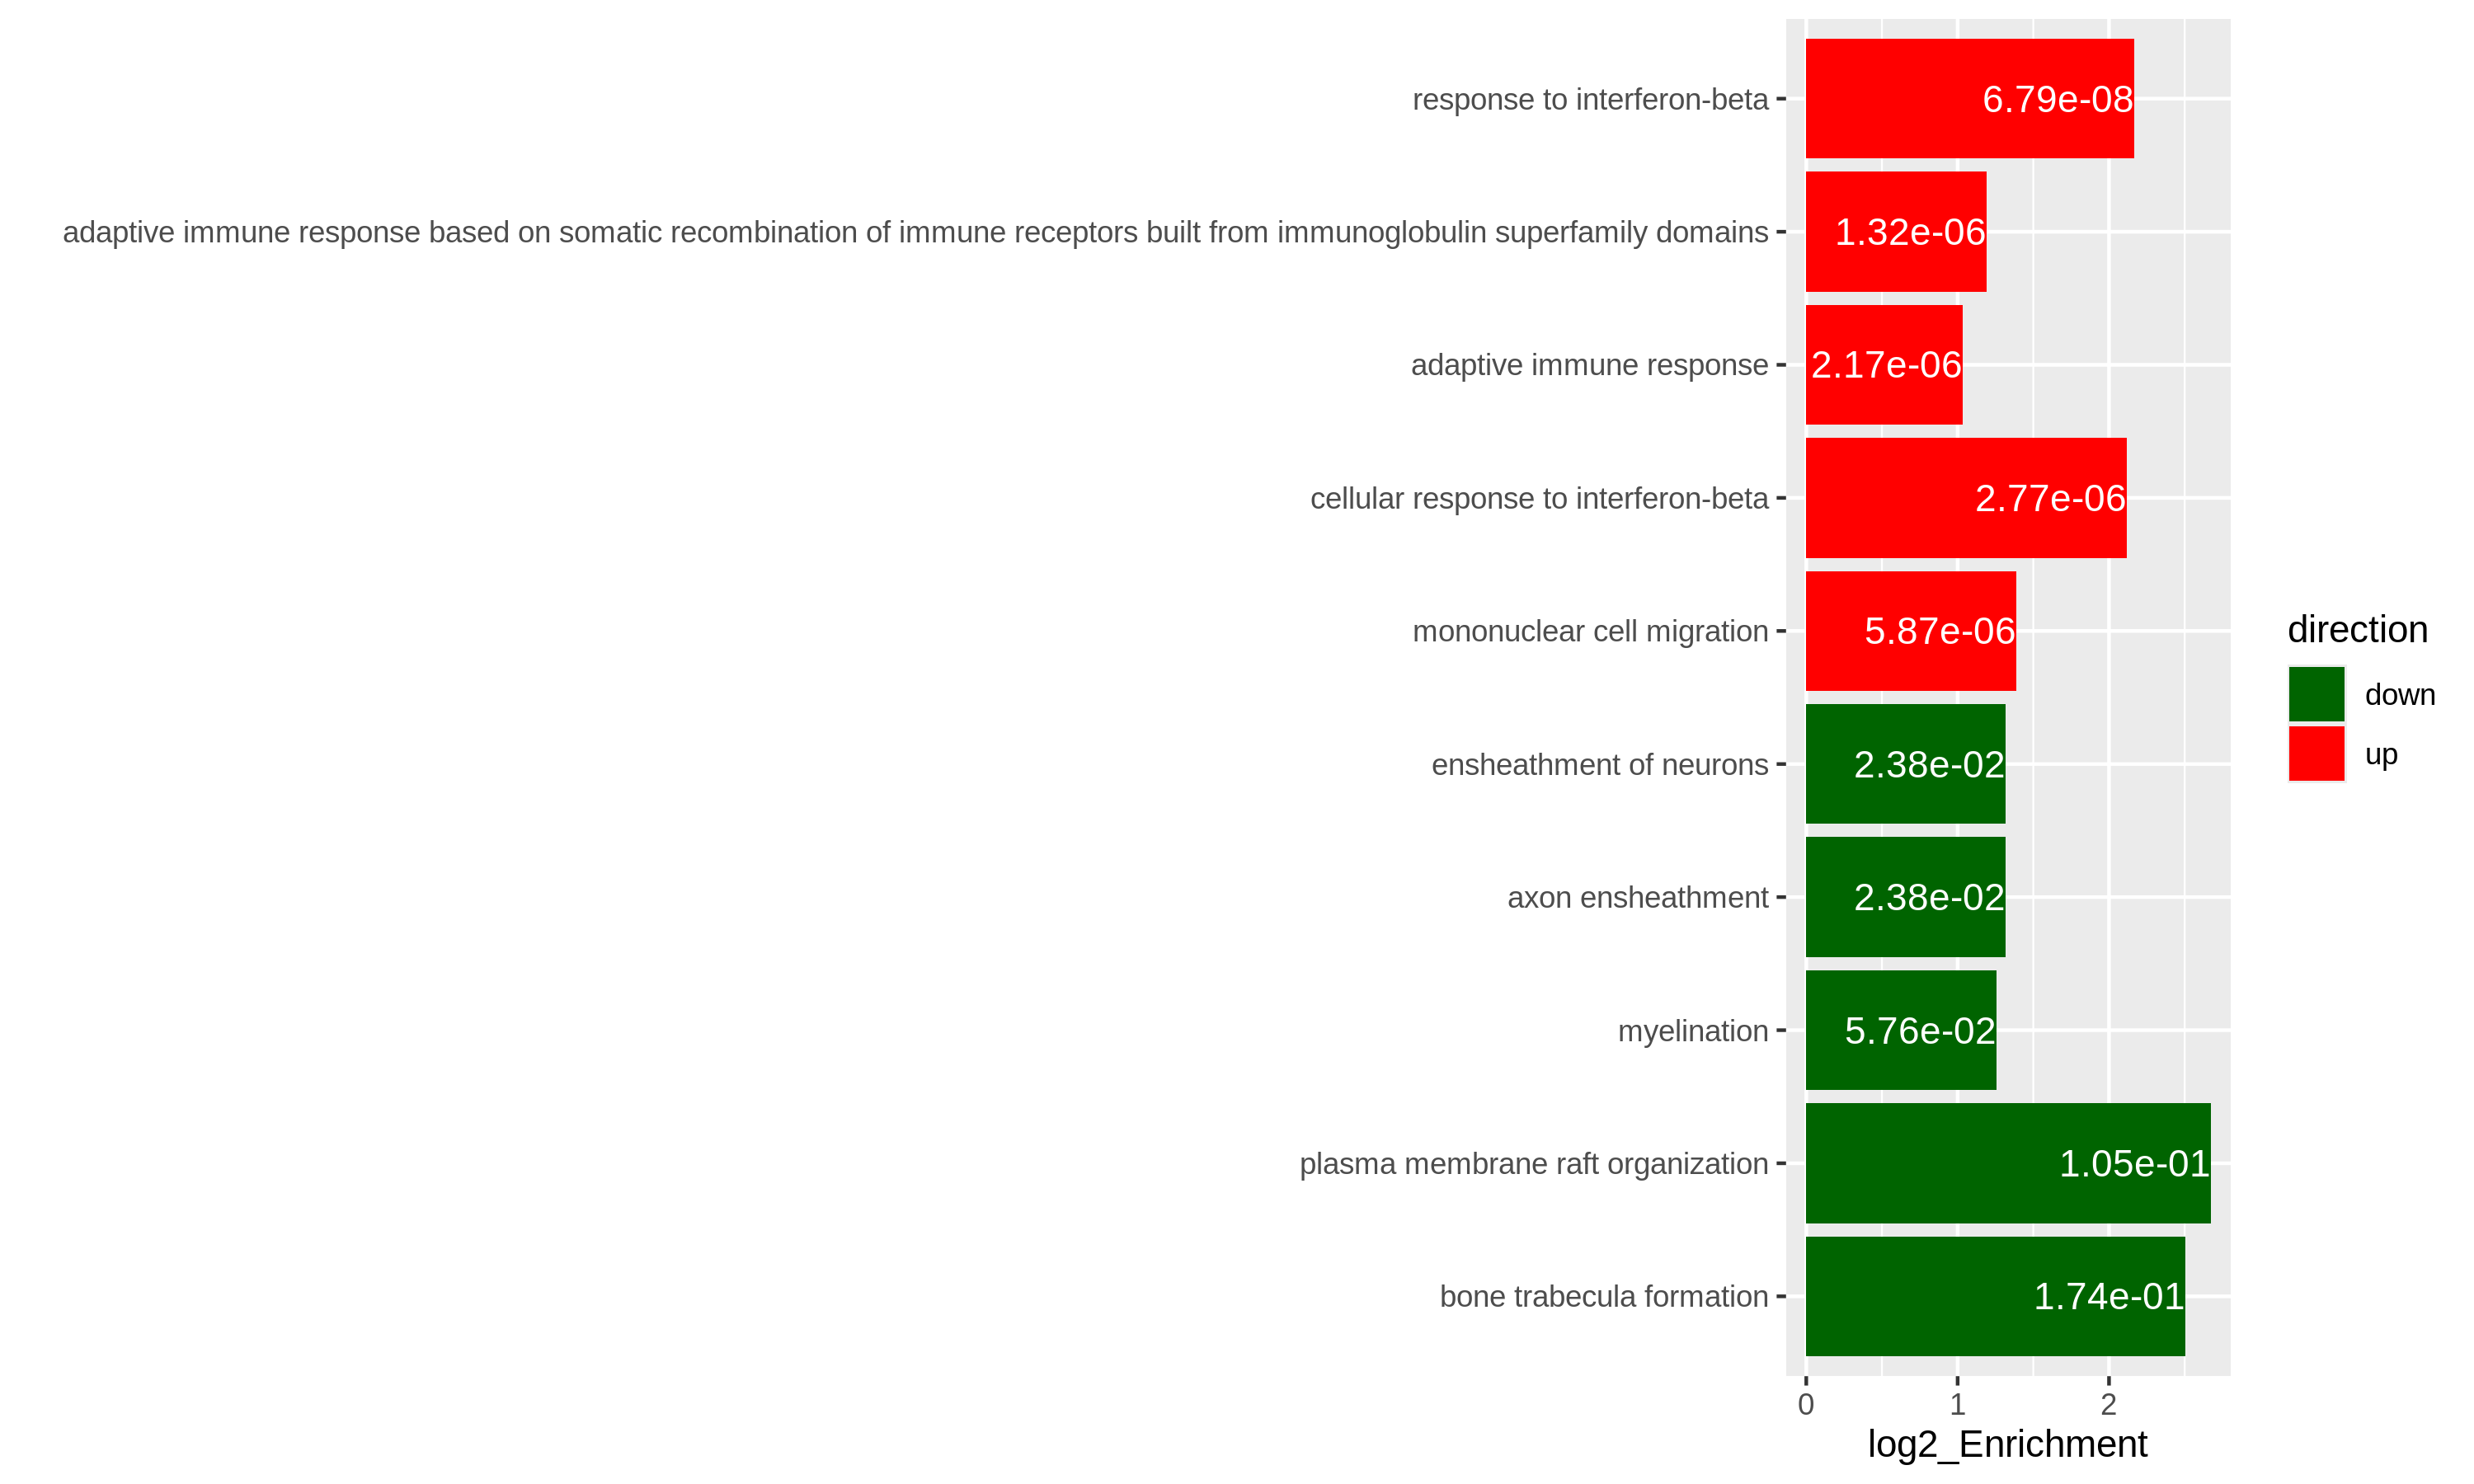 response to interferon-beta
6.79e-08
adaptive immune response based on somatic recombination of immune receptors built from immunoglobulin superfamily domains
1.32e-06
adaptive immune response
2.17e-06
cellular response to interferon-beta
2.77e-06
mononuclear cell migration
5.87e-06
ensheathment of neurons
2.38e-02
axon ensheathment
2.38e-02
myelination
5.76e-02
plasma membrane raft organization
1.05e-01
bone trabecula formation
1.74e-01
0 1 2
log2_Enrichment
direction
down
up